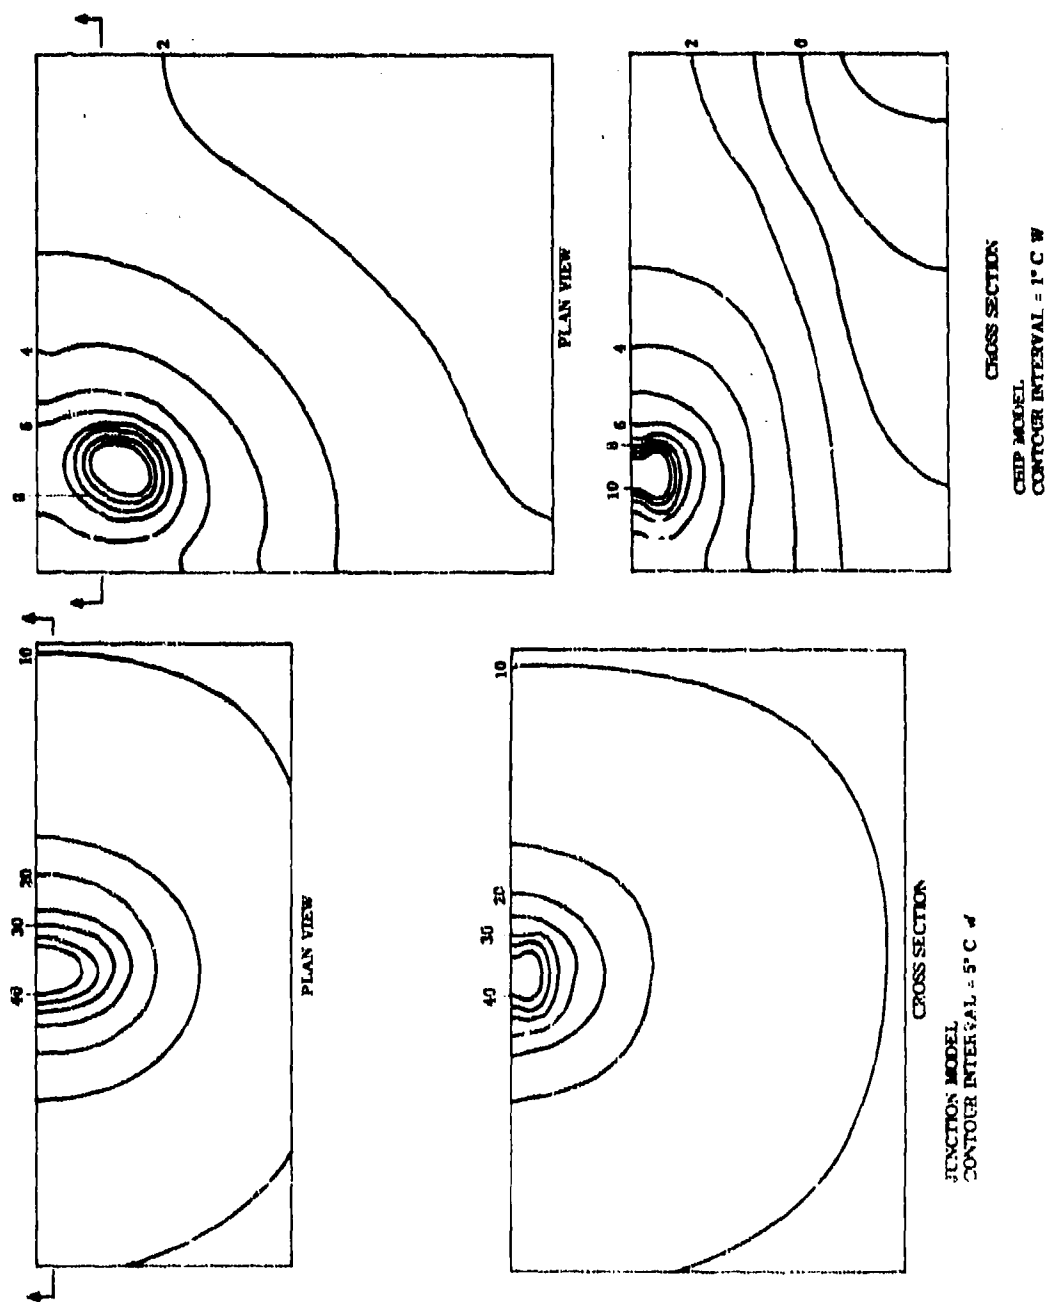 2
4
6
8
PLAN VIEW
2
0
4
6
8
10
CROSS SECTION
CHIP MODEL
CONTOUR INTERVAL = 1° C W
10
20
30
40
PLAN VIEW
10
20
30
40
CROSS SECTION
JUNCTION MODEL
CONTOUR INTERVAL = 5° C W